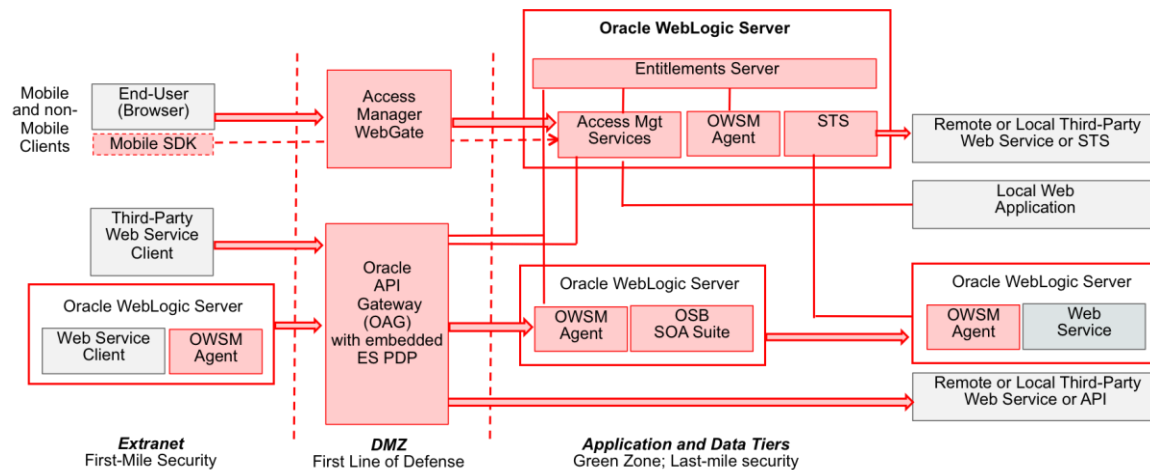 Oracle WebLogic Server
Entitlements Server
Mobile
and non-
Mobile
Clients
End-User
(Browser)
Mobile SDK
Access
Manager
WebGate
Access Mgt
Services
OWSM
Agent
STS
Remote or Local Third-Party
Web Service or STS
Local Web
Application
Third-Party
Web Service
Client
Oracle
API
Gateway
(OAG)
with embedded
ES PDP
Oracle WebLogic Server
Web Service
Client
OWSM
Agent
Oracle WebLogic Server
OWSM
Agent
OSB
SOA Suite
Oracle WebLogic Server
OWSM
Agent
Web
Service
Remote or Local Third-Party
Web Service or API
Extranet
First-Mile Security
DMZ
First Line of Defense
Application and Data Tiers
Green Zone; Last-mile security